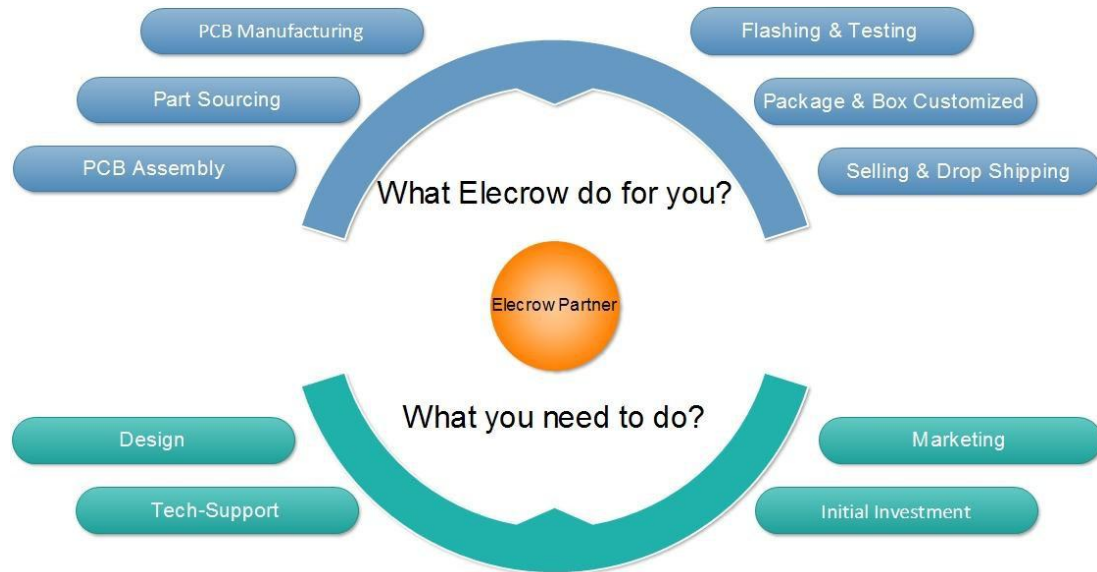 PCB Manufacturing
Flashing & Testing
Part Sourcing
Package & Box Customized
PCB Assembly
Selling & Drop Shipping
What Elecrow do for you?
Elecrow Partner
What you need to do?
Design
Marketing
Tech-Support
Initial Investment